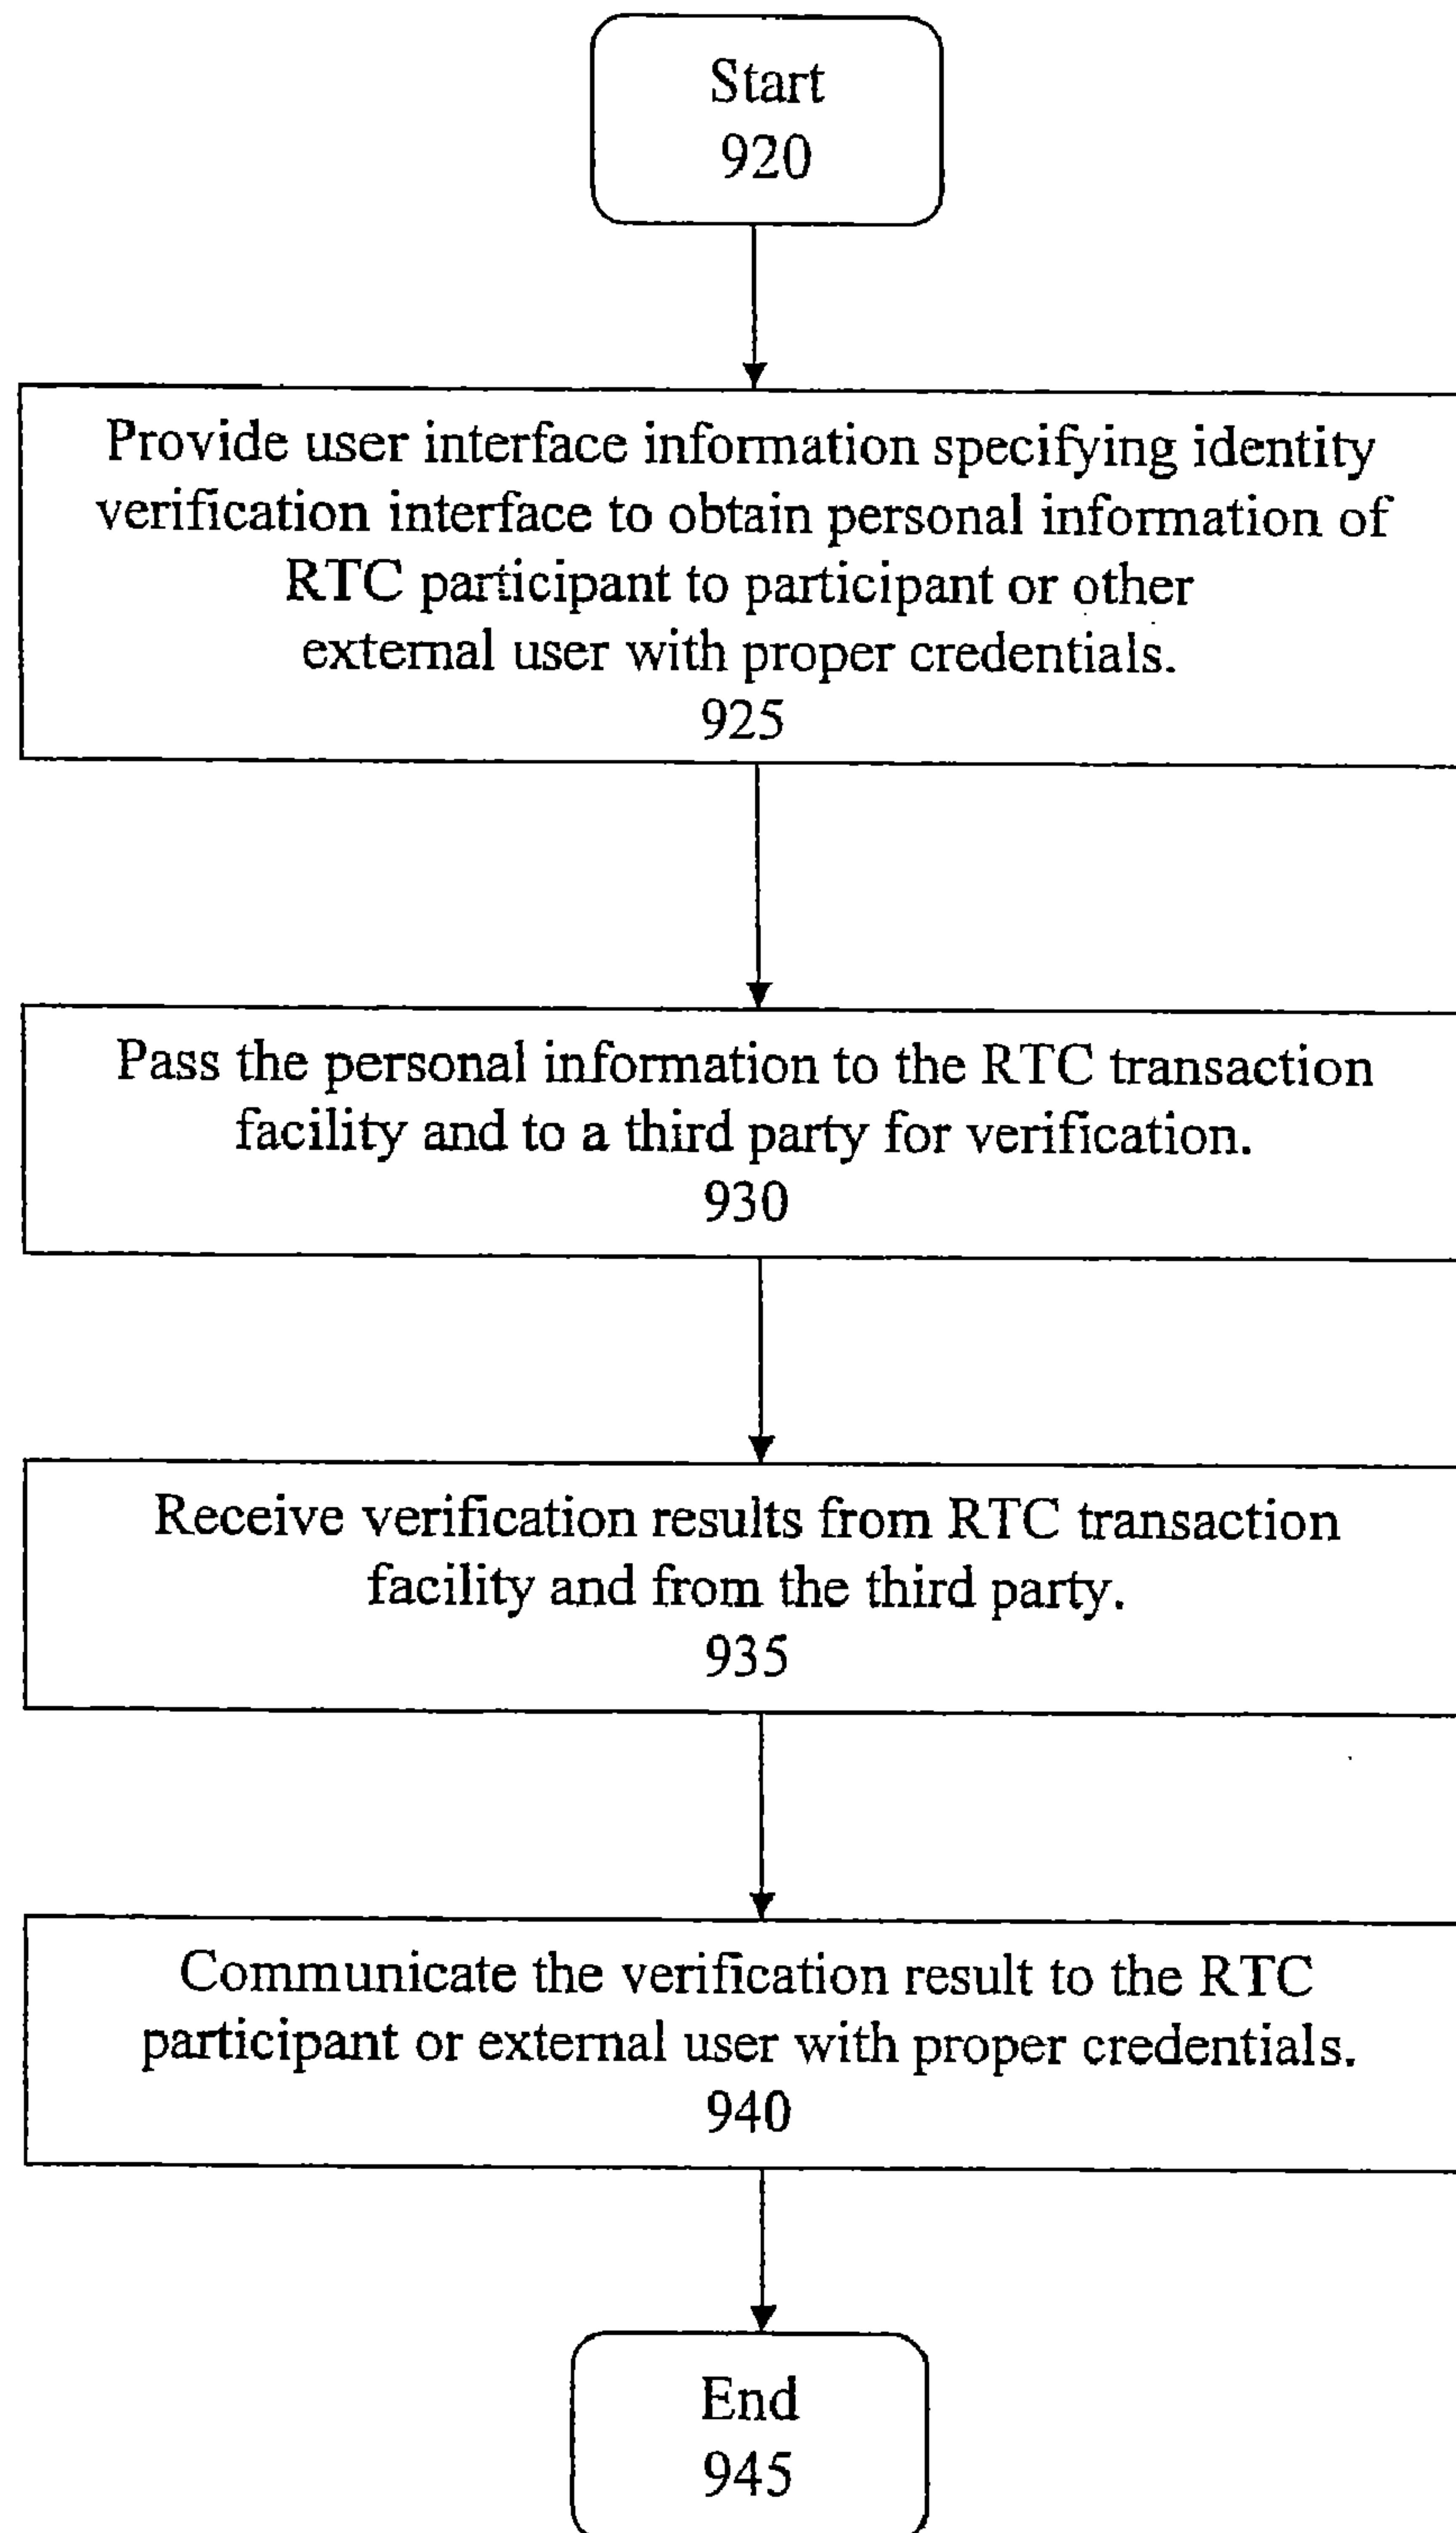 Start
920
Provide user interface information specifying identity
verification interface to obtain personal information of
RTC participant to participant or other
external user with proper credentials.
925
Pass the personal information to the RTC transaction
facility and to a third party for verification.
930
Receive verification results from RTC transaction
facility and from the third party.
935
Communicate the verification result to the RTC
participant or external user with proper credentials.
940
End
945